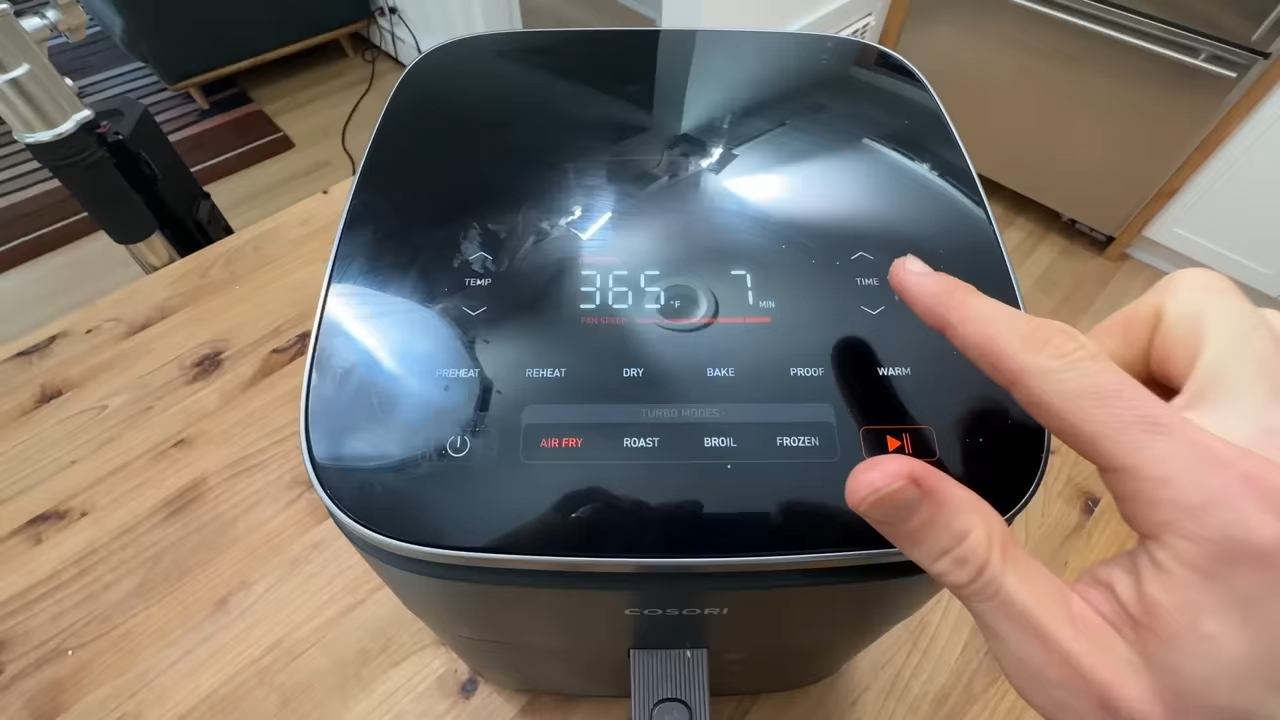 TEMP
365°F 7 MIN
TIME
FAN SPEED
PREHEAT REHEAT DRY BAKE PROOF WARM
TURBO MODES
AIR FRY ROAST BROIL FROZEN
COSORI